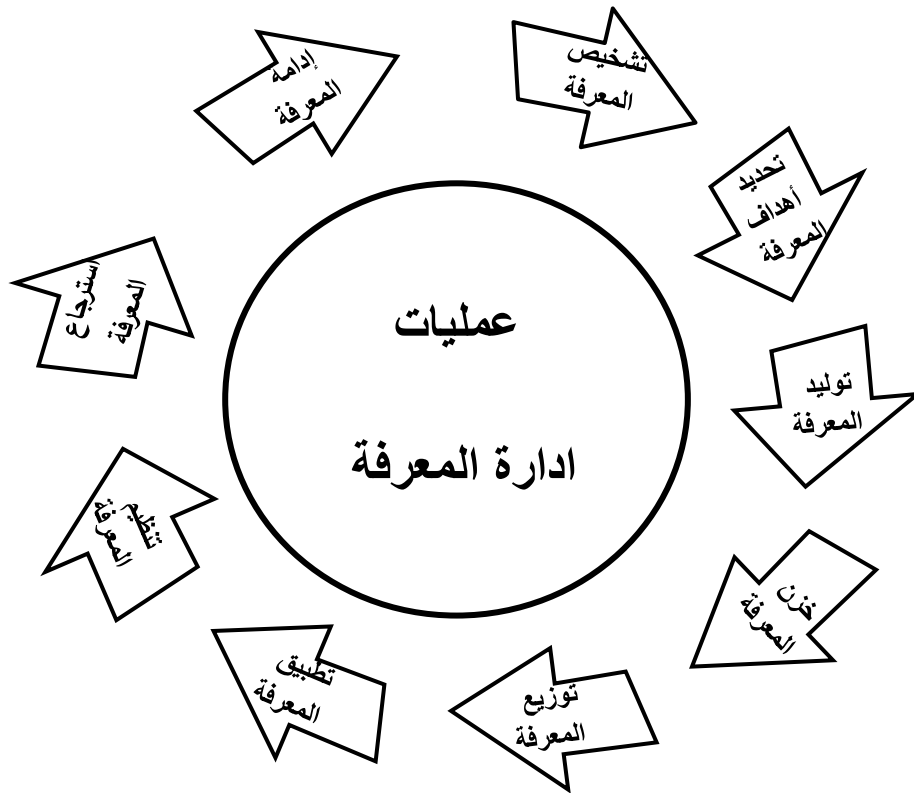 عمليات
ادارة المعرفة
تشخيص
المعرفة
تحديد
أهداف
المعرفة
توليد
المعرفة
خزن
المعرفة
توزيع
المعرفة
تطبيق
المعرفة
تنظيم
المعرفة
استرجاع
المعرفة
إدامة
المعرفة